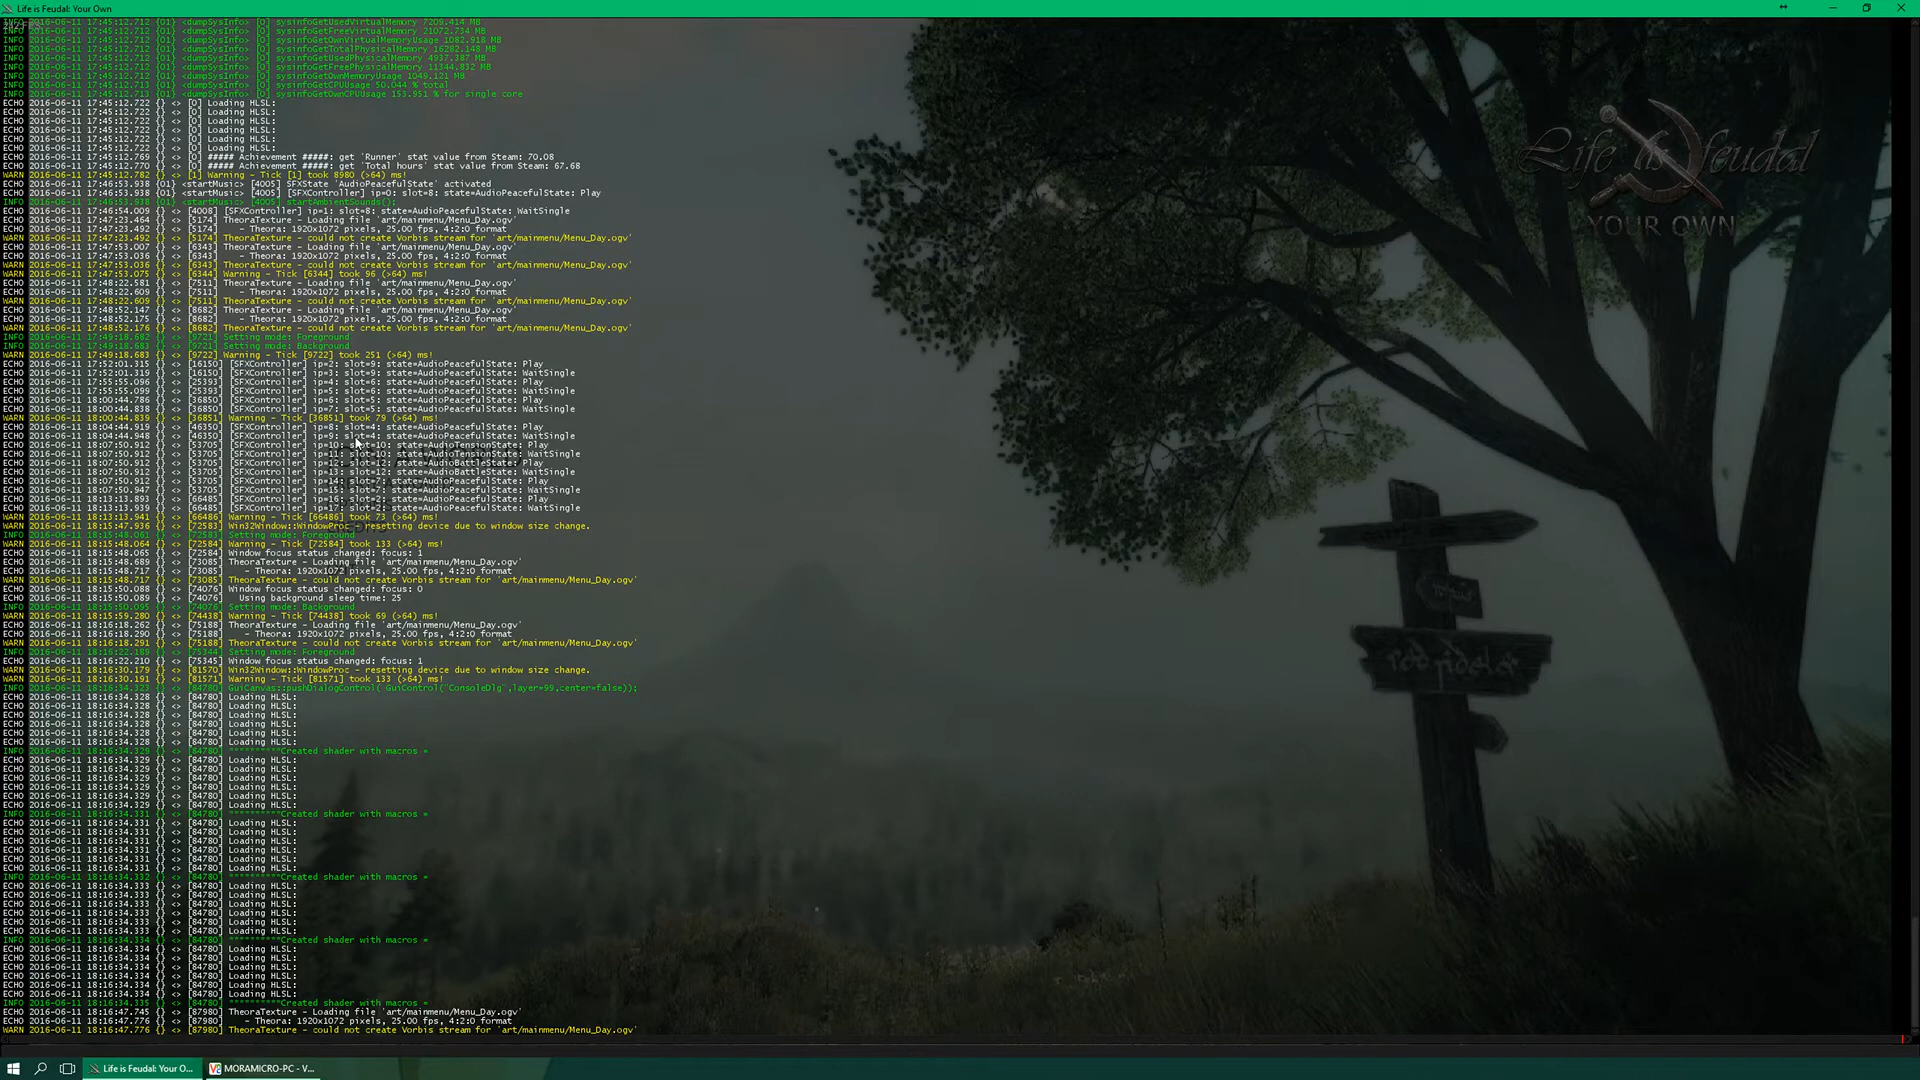 Life is Feudal: Your Own
INFO 2016-06-11 17:45:12.712 {01} <dumpSysInfo> [0] sysinfoGetUsedVirtualMemory 7209.414 MB
INFO 2016-06-11 17:45:12.712 {01} <dumpSysInfo> [0] sysinfoGetFreeVirtualMemory 21072.734 MB
INFO 2016-06-11 17:45:12.712 {01} <dumpSysInfo> [0] sysinfoGetOwnVirtualMemoryUsage 1082.918 MB
INFO 2016-06-11 17:45:12.712 {01} <dumpSysInfo> [0] sysinfoGetTotalPhysicalMemory 16282.148 MB
INFO 2016-06-11 17:45:12.712 {01} <dumpSysInfo> [0] sysinfoGetUsedPhysicalMemory 4937.387 MB
INFO 2016-06-11 17:45:12.712 {01} <dumpSysInfo> [0] sysinfoGetFreePhysicalMemory 11344.832 MB
INFO 2016-06-11 17:45:12.712 {01} <dumpSysInfo> [0] sysinfoGetOwnMemoryUsage 1049.121 MB
INFO 2016-06-11 17:45:12.713 {01} <dumpSysInfo> [0] sysinfoGetCPUUsage 50.044 % total
INFO 2016-06-11 17:45:12.713 {01} <dumpSysInfo> [0] sysinfoGetOwnCPUUsage 153.951 % for single core
ECHO 2016-06-11 17:45:12.722 {} <> [0] Loading HLSL:
ECHO 2016-06-11 17:45:12.722 {} <> [0] Loading HLSL:
ECHO 2016-06-11 17:45:12.722 {} <> [0] Loading HLSL:
ECHO 2016-06-11 17:45:12.722 {} <> [0] Loading HLSL:
ECHO 2016-06-11 17:45:12.722 {} <> [0] Loading HLSL:
ECHO 2016-06-11 17:45:12.722 {} <> [0] Loading HLSL:
ECHO 2016-06-11 17:45:12.769 {} <> [0] ##### Achievement #####: get 'Runner' stat value from Steam: 70.08
ECHO 2016-06-11 17:45:12.770 {} <> [0] ##### Achievement #####: get 'Total hours' stat value from Steam: 67.68
WARN 2016-06-11 17:45:12.782 {} <> [1] Warning - Tick [1] took 8980 (>64) ms!
ECHO 2016-06-11 17:46:53.938 {01} <startMusic> [4005] SFXState 'AudioPeacefulState' activated
ECHO 2016-06-11 17:46:53.938 {01} <startMusic> [4005] [SFXController] ip=0: slot=8: state=AudioPeacefulState: Play
INFO 2016-06-11 17:46:53.938 {01} <startMusic> [4005] startAmbientSounds();
ECHO 2016-06-11 17:46:54.009 {} <> [4008] [SFXController] ip=1: slot=8: state=AudioPeacefulState: WaitSingle
ECHO 2016-06-11 17:47:23.464 {} <> [5174] TheoraTexture - Loading file 'art/mainmenu/Menu_Day.ogv'
ECHO 2016-06-11 17:47:23.492 {} <> [5174] - Theora: 1920x1072 pixels, 25.00 fps, 4:2:0 format
WARN 2016-06-11 17:47:23.492 {} <> [5174] TheoraTexture - could not create Vorbis stream for 'art/mainmenu/Menu_Day.ogv'
ECHO 2016-06-11 17:47:53.007 {} <> [6343] TheoraTexture - Loading file 'art/mainmenu/Menu_Day.ogv'
ECHO 2016-06-11 17:47:53.036 {} <> [6343] - Theora: 1920x1072 pixels, 25.00 fps, 4:2:0 format
WARN 2016-06-11 17:47:53.036 {} <> [6343] TheoraTexture - could not create Vorbis stream for 'art/mainmenu/Menu_Day.ogv'
WARN 2016-06-11 17:47:53.075 {} <> [6344] Warning - Tick [6344] took 96 (>64) ms!
ECHO 2016-06-11 17:48:22.581 {} <> [7511] TheoraTexture - Loading file 'art/mainmenu/Menu_Day.ogv'
ECHO 2016-06-11 17:48:22.609 {} <> [7511] - Theora: 1920x1072 pixels, 25.00 fps, 4:2:0 format
WARN 2016-06-11 17:48:22.609 {} <> [7511] TheoraTexture - could not create Vorbis stream for 'art/mainmenu/Menu_Day.ogv'
ECHO 2016-06-11 17:48:52.147 {} <> [8682] TheoraTexture - Loading file 'art/mainmenu/Menu_Day.ogv'
ECHO 2016-06-11 17:48:52.175 {} <> [8682] - Theora: 1920x1072 pixels, 25.00 fps, 4:2:0 format
WARN 2016-06-11 17:48:52.176 {} <> [8682] TheoraTexture - could not create Vorbis stream for 'art/mainmenu/Menu_Day.ogv'
INFO 2016-06-11 17:49:18.682 {} <> [9721] Setting mode: Foreground
INFO 2016-06-11 17:49:18.683 {} <> [9721] Setting mode: Background
WARN 2016-06-11 17:49:18.683 {} <> [9722] Warning - Tick [9722] took 251 (>64) ms!
ECHO 2016-06-11 17:52:01.315 {} <> [16150] [SFXController] ip=2: slot=9: state=AudioPeacefulState: Play
ECHO 2016-06-11 17:52:01.319 {} <> [16150] [SFXController] ip=3: slot=9: state=AudioPeacefulState: WaitSingle
ECHO 2016-06-11 17:55:55.096 {} <> [25393] [SFXController] ip=4: slot=6: state=AudioPeacefulState: Play
ECHO 2016-06-11 17:55:55.099 {} <> [25393] [SFXController] ip=5: slot=6: state=AudioPeacefulState: WaitSingle
ECHO 2016-06-11 18:00:44.786 {} <> [36850] [SFXController] ip=6: slot=5: state=AudioPeacefulState: Play
ECHO 2016-06-11 18:00:44.838 {} <> [36850] [SFXController] ip=7: slot=5: state=AudioPeacefulState: WaitSingle
WARN 2016-06-11 18:00:44.839 {} <> [36851] Warning - Tick [36851] took 79 (>64) ms!
ECHO 2016-06-11 18:04:44.919 {} <> [46350] [SFXController] ip=8: slot=4: state=AudioPeacefulState: Play
ECHO 2016-06-11 18:04:44.948 {} <> [46350] [SFXController] ip=9: slot=4: state=AudioPeacefulState: WaitSingle
ECHO 2016-06-11 18:07:50.912 {} <> [53705] [SFXController] ip=10: slot=10: state=AudioTensionState: Play
ECHO 2016-06-11 18:07:50.912 {} <> [53705] [SFXController] ip=11: slot=10: state=AudioTensionState: WaitSingle
ECHO 2016-06-11 18:07:50.912 {} <> [53705] [SFXController] ip=12: slot=12: state=AudioBattleState: Play
ECHO 2016-06-11 18:07:50.912 {} <> [53705] [SFXController] ip=13: slot=12: state=AudioBattleState: WaitSingle
ECHO 2016-06-11 18:07:50.912 {} <> [53705] [SFXController] ip=14: slot=7: state=AudioPeacefulState: Play
ECHO 2016-06-11 18:07:50.947 {} <> [53705] [SFXController] ip=15: slot=7: state=AudioPeacefulState: WaitSingle
ECHO 2016-06-11 18:13:13.893 {} <> [66485] [SFXController] ip=16: slot=2: state=AudioPeacefulState: Play
ECHO 2016-06-11 18:13:13.939 {} <> [66485] [SFXController] ip=17: slot=2: state=AudioPeacefulState: WaitSingle
WARN 2016-06-11 18:13:13.941 {} <> [66486] Warning - Tick [66486] took 73 (>64) ms!
WARN 2016-06-11 18:15:47.936 {} <> [72583] Win32Window::WindowProc - resetting device due to window size change.
INFO 2016-06-11 18:15:48.061 {} <> [72583] Setting mode: Foreground
WARN 2016-06-11 18:15:48.064 {} <> [72584] Warning - Tick [72584] took 133 (>64) ms!
ECHO 2016-06-11 18:15:48.065 {} <> [72584] Window focus status changed: focus: 1
ECHO 2016-06-11 18:15:48.689 {} <> [73085] TheoraTexture - Loading file 'art/mainmenu/Menu_Day.ogv'
ECHO 2016-06-11 18:15:48.717 {} <> [73085] - Theora: 1920x1072 pixels, 25.00 fps, 4:2:0 format
WARN 2016-06-11 18:15:48.717 {} <> [73085] TheoraTexture - could not create Vorbis stream for 'art/mainmenu/Menu_Day.ogv'
ECHO 2016-06-11 18:15:50.088 {} <> [74076] Window focus status changed: focus: 0
ECHO 2016-06-11 18:15:50.089 {} <> [74076] Using background sleep time: 25
INFO 2016-06-11 18:15:50.095 {} <> [74076] Setting mode: Background
WARN 2016-06-11 18:15:59.280 {} <> [74438] Warning - Tick [74438] took 69 (>64) ms!
ECHO 2016-06-11 18:16:18.262 {} <> [75188] TheoraTexture - Loading file 'art/mainmenu/Menu_Day.ogv'
ECHO 2016-06-11 18:16:18.290 {} <> [75188] - Theora: 1920x1072 pixels, 25.00 fps, 4:2:0 format
WARN 2016-06-11 18:16:18.291 {} <> [75188] TheoraTexture - could not create Vorbis stream for 'art/mainmenu/Menu_Day.ogv'
INFO 2016-06-11 18:16:22.189 {} <> [75344] Setting mode: Foreground
ECHO 2016-06-11 18:16:22.210 {} <> [75345] Window focus status changed: focus: 1
WARN 2016-06-11 18:16:30.179 {} <> [81570] Win32Window::WindowProc - resetting device due to window size change.
WARN 2016-06-11 18:16:30.191 {} <> [81571] Warning - Tick [81571] took 133 (>64) ms!
INFO 2016-06-11 18:16:34.323 {} <> [84780] GuiCanvas::pushDialogControl( GuiControl("ConsoleDlg",layer=99,center=false));
ECHO 2016-06-11 18:16:34.328 {} <> [84780] Loading HLSL:
ECHO 2016-06-11 18:16:34.328 {} <> [84780] Loading HLSL:
ECHO 2016-06-11 18:16:34.328 {} <> [84780] Loading HLSL:
ECHO 2016-06-11 18:16:34.328 {} <> [84780] Loading HLSL:
ECHO 2016-06-11 18:16:34.328 {} <> [84780] Loading HLSL:
ECHO 2016-06-11 18:16:34.328 {} <> [84780] Loading HLSL:
INFO 2016-06-11 18:16:34.329 {} <> [84780] **********Created shader with macros =
ECHO 2016-06-11 18:16:34.329 {} <> [84780] Loading HLSL:
ECHO 2016-06-11 18:16:34.329 {} <> [84780] Loading HLSL:
ECHO 2016-06-11 18:16:34.329 {} <> [84780] Loading HLSL:
ECHO 2016-06-11 18:16:34.329 {} <> [84780] Loading HLSL:
ECHO 2016-06-11 18:16:34.329 {} <> [84780] Loading HLSL:
ECHO 2016-06-11 18:16:34.329 {} <> [84780] Loading HLSL:
INFO 2016-06-11 18:16:34.331 {} <> [84780] **********Created shader with macros =
ECHO 2016-06-11 18:16:34.331 {} <> [84780] Loading HLSL:
ECHO 2016-06-11 18:16:34.331 {} <> [84780] Loading HLSL:
ECHO 2016-06-11 18:16:34.331 {} <> [84780] Loading HLSL:
ECHO 2016-06-11 18:16:34.331 {} <> [84780] Loading HLSL:
ECHO 2016-06-11 18:16:34.331 {} <> [84780] Loading HLSL:
ECHO 2016-06-11 18:16:34.331 {} <> [84780] Loading HLSL:
INFO 2016-06-11 18:16:34.332 {} <> [84780] **********Created shader with macros =
ECHO 2016-06-11 18:16:34.333 {} <> [84780] Loading HLSL:
ECHO 2016-06-11 18:16:34.333 {} <> [84780] Loading HLSL:
ECHO 2016-06-11 18:16:34.333 {} <> [84780] Loading HLSL:
ECHO 2016-06-11 18:16:34.333 {} <> [84780] Loading HLSL:
ECHO 2016-06-11 18:16:34.333 {} <> [84780] Loading HLSL:
ECHO 2016-06-11 18:16:34.333 {} <> [84780] Loading HLSL:
INFO 2016-06-11 18:16:34.334 {} <> [84780] **********Created shader with macros =
ECHO 2016-06-11 18:16:34.334 {} <> [84780] Loading HLSL:
ECHO 2016-06-11 18:16:34.334 {} <> [84780] Loading HLSL:
ECHO 2016-06-11 18:16:34.334 {} <> [84780] Loading HLSL:
ECHO 2016-06-11 18:16:34.334 {} <> [84780] Loading HLSL:
ECHO 2016-06-11 18:16:34.334 {} <> [84780] Loading HLSL:
ECHO 2016-06-11 18:16:34.334 {} <> [84780] Loading HLSL:
INFO 2016-06-11 18:16:34.335 {} <> [84780] **********Created shader with macros =
ECHO 2016-06-11 18:16:47.745 {} <> [87980] TheoraTexture - Loading file 'art/mainmenu/Menu_Day.ogv'
ECHO 2016-06-11 18:16:47.776 {} <> [87980] - Theora: 1920x1072 pixels, 25.00 fps, 4:2:0 format
WARN 2016-06-11 18:16:47.776 {} <> [87980] TheoraTexture - could not create Vorbis stream for 'art/mainmenu/Menu_Day.ogv'
Life is feudal
YOUR OWN
Life is Feudal: Your O...
MORAMICRO-PC - V...